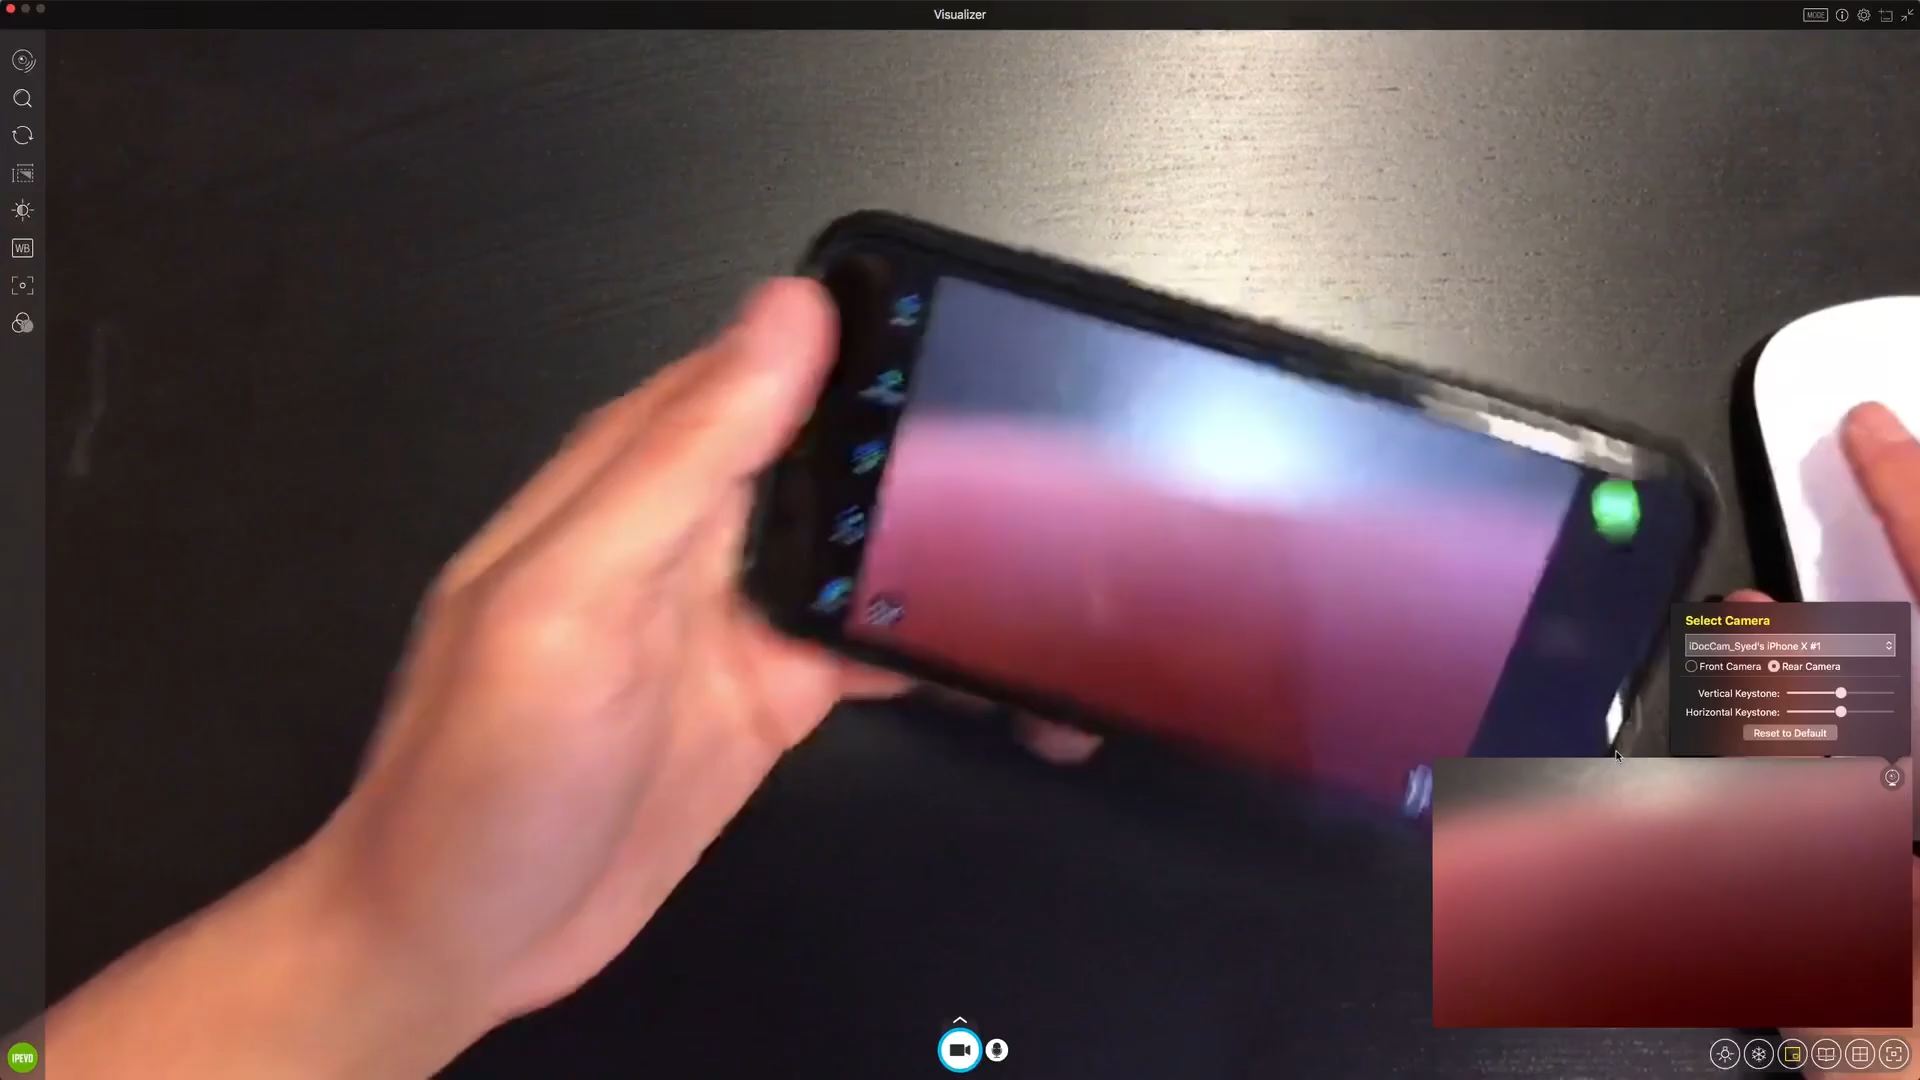 Visualizer
MODE
WB
Select Camera
iDocCam_Syed's iPhone X #1
Front Camera Rear Camera
Vertical Keystone:
Horizontal Keystone:
Reset to Default
IPEVO